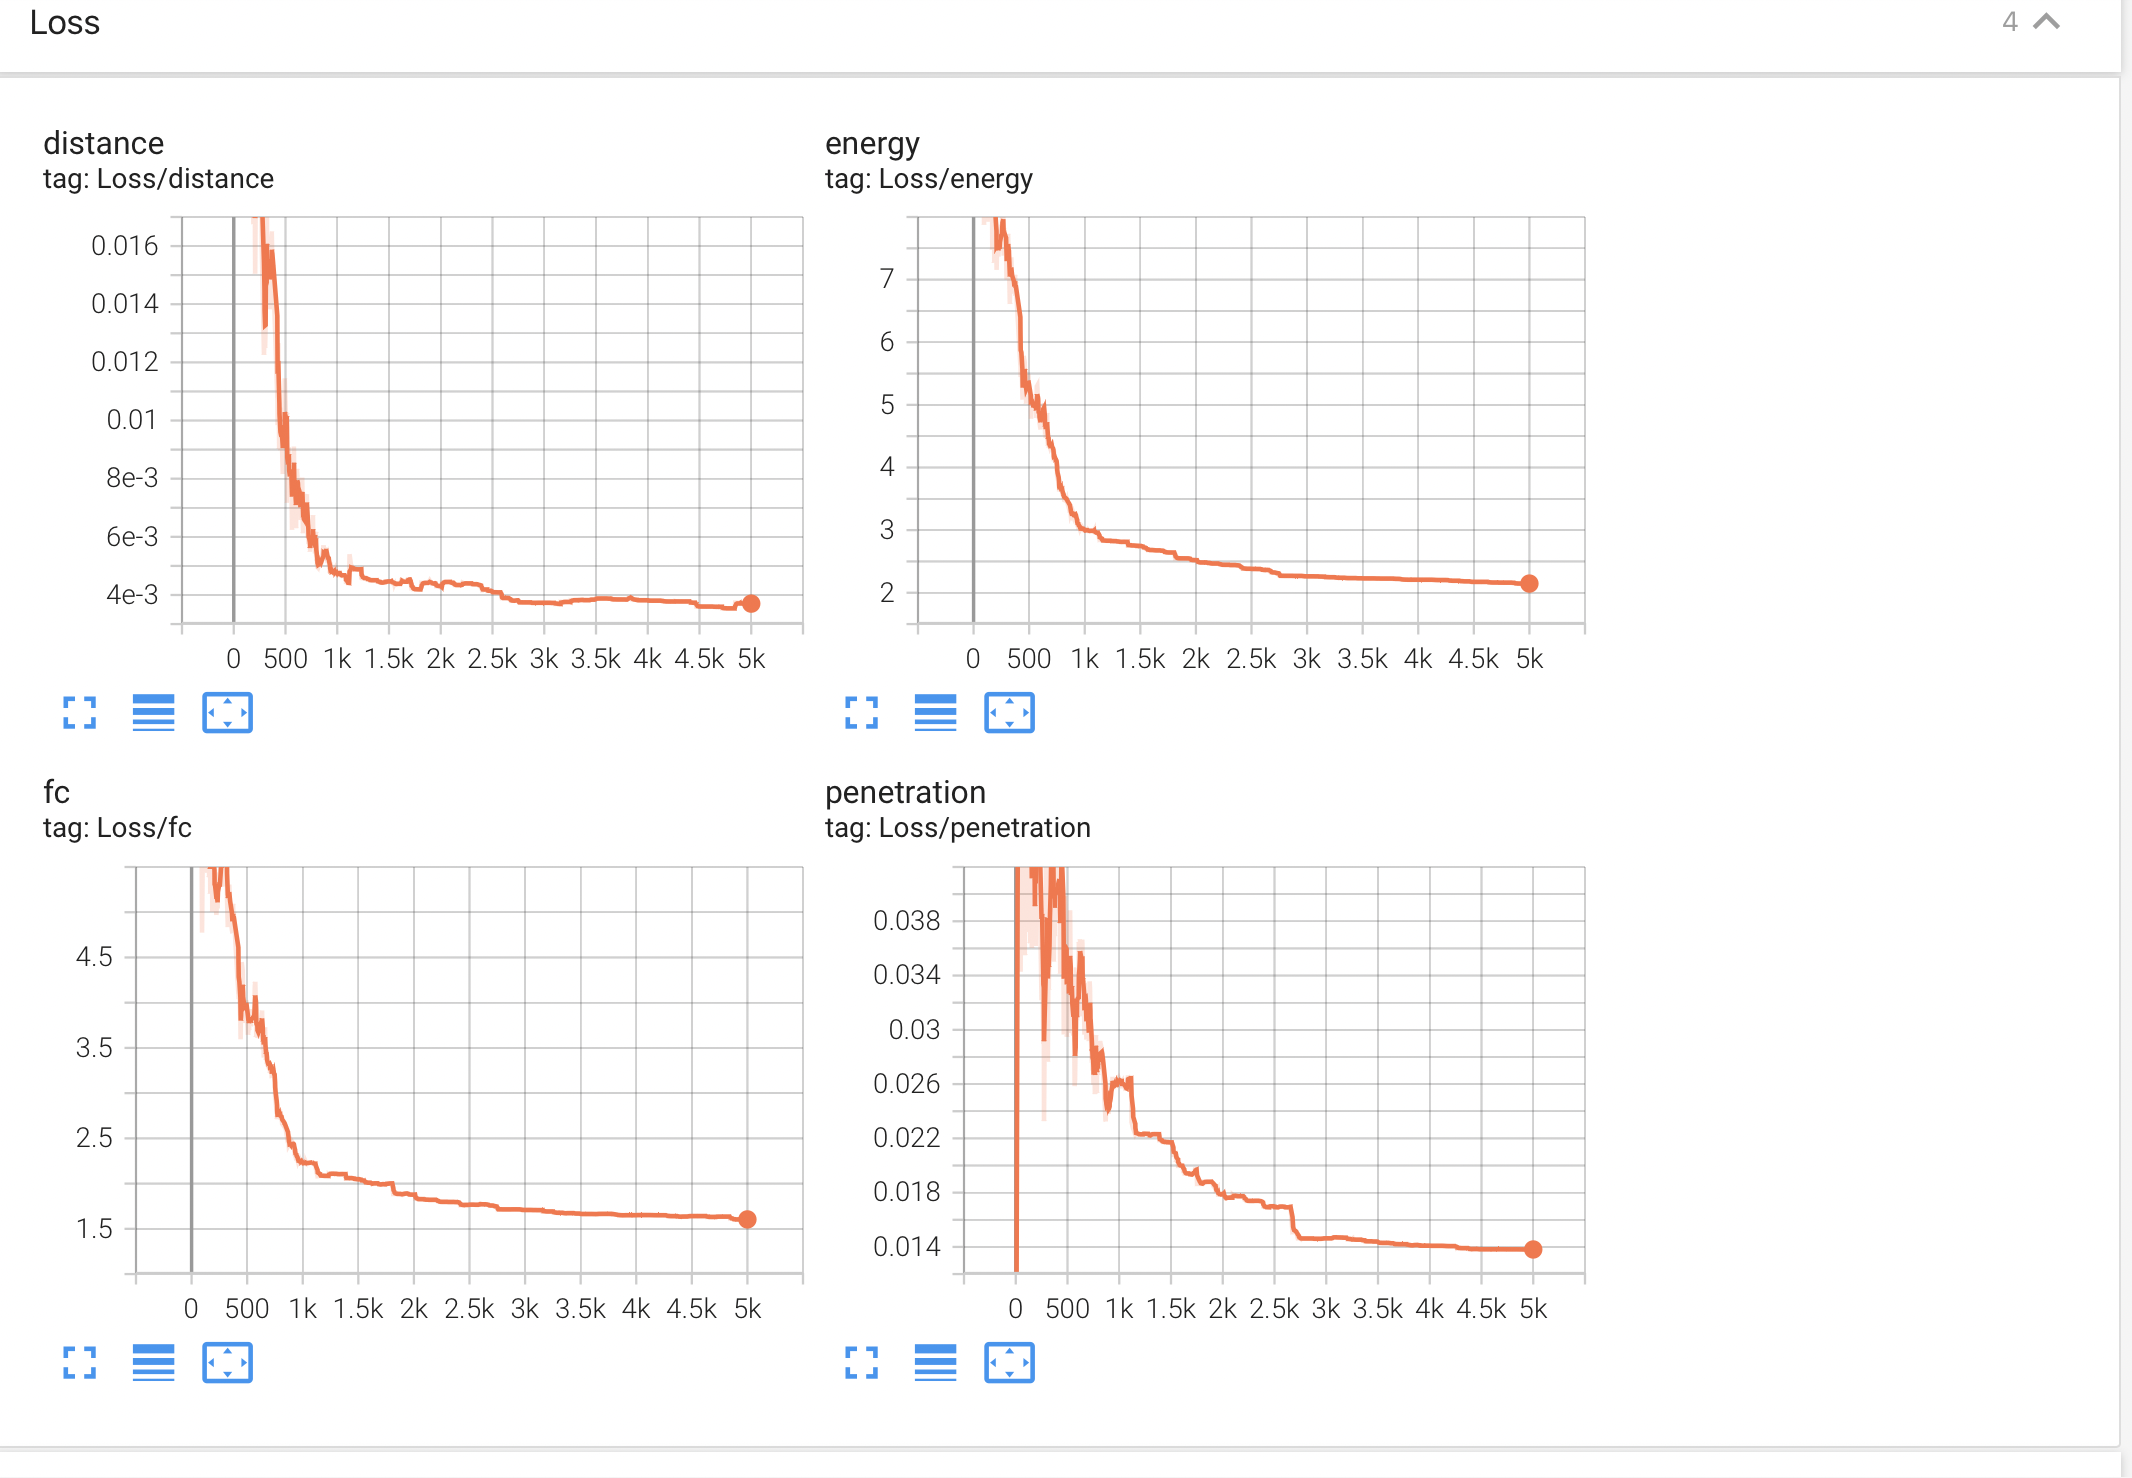 Loss 4
distance
tag: Loss/distance
0.016
0.014
0.012
0.01
8e-3
6e-3
4e-3
0 500 1k 1.5k 2k 2.5k 3k 3.5k 4k 4.5k 5k
energy
tag: Loss/energy
7
6
5
4
3
2
0 500 1k 1.5k 2k 2.5k 3k 3.5k 4k 4.5k 5k
fc
tag: Loss/fc
4.5
3.5
2.5
1.5
0 500 1k 1.5k 2k 2.5k 3k 3.5k 4k 4.5k 5k
penetration
tag: Loss/penetration
0.038
0.034
0.03
0.026
0.022
0.018
0.014
0 500 1k 1.5k 2k 2.5k 3k 3.5k 4k 4.5k 5k